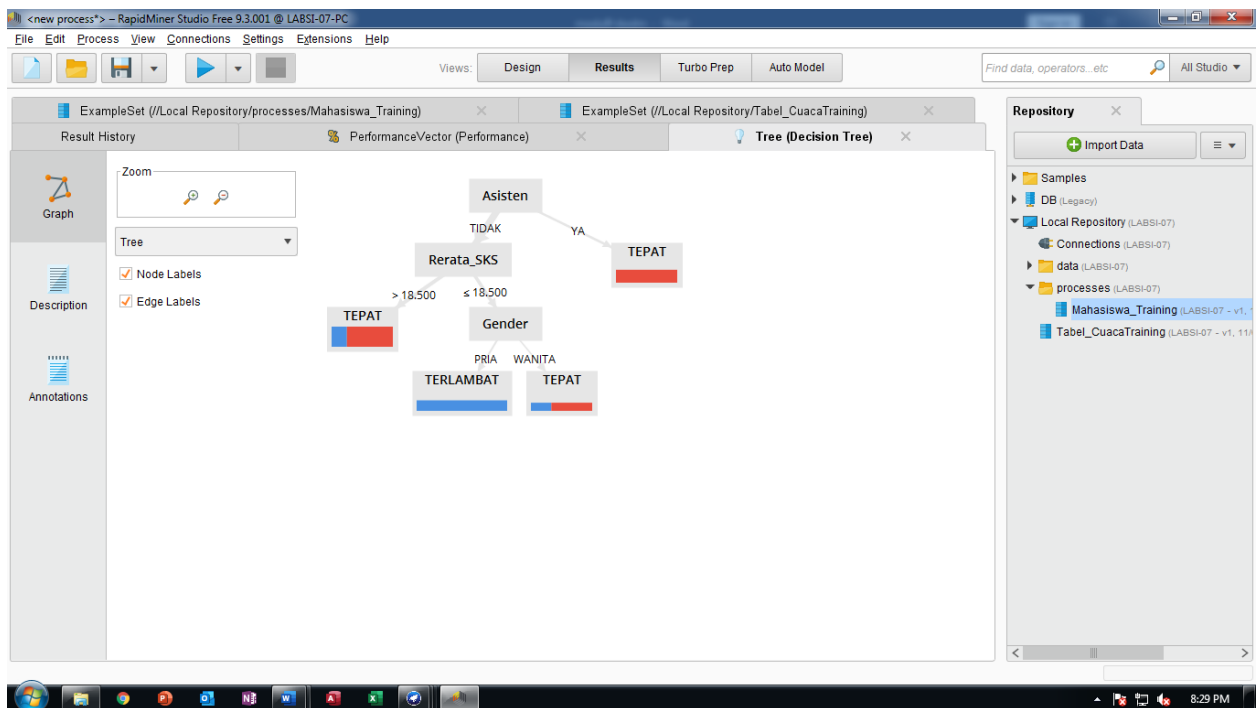 <new process*> – RapidMiner Studio Free 9.3.001 @ LABSI-07-PC
File Edit Process View Connections Settings Extensions Help
Views: Design Results Turbo Prep Auto Model
Find data, operators...etc
All Studio
ExampleSet (//Local Repository/processes/Mahasiswa_Training)
ExampleSet (//Local Repository/Tabel_CuacaTraining)
Result History
PerformanceVector (Performance)
Tree (Decision Tree)
Graph
Description
Annotations
Zoom
Tree
Node Labels
Edge Labels
Asisten
TIDAK
YA
Rerata_SKS
TEPAT
> 18.500
≤ 18.500
TEPAT
Gender
PRIA
WANITA
TERLAMBAT
TEPAT
Repository
Import Data
Samples
DB (Legacy)
Local Repository (LABSI-07)
Connections (LABSI-07)
data (LABSI-07)
processes (LABSI-07)
Mahasiswa_Training (LABSI-07 - v1,
Tabel_CuacaTraining (LABSI-07 - v1, 11/
8:29 PM